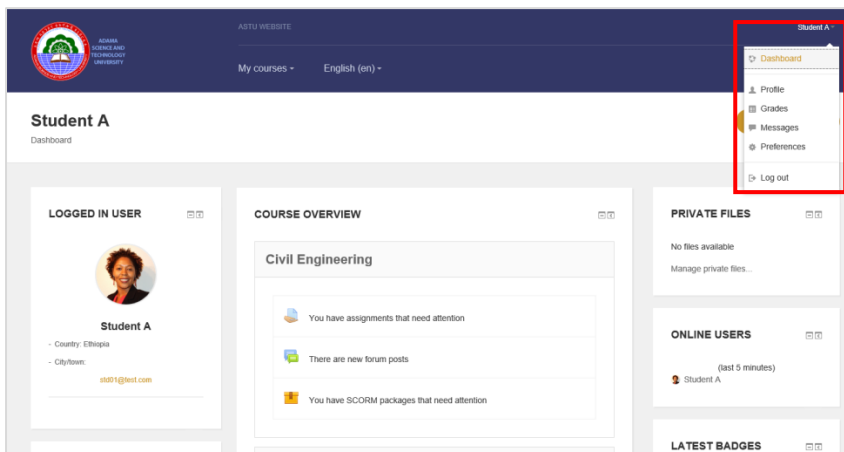 ADAMA
SCIENCE AND
TECHNOLOGY
UNIVERSITY
ASTU WEBSITE
Student A
My courses
English (en)
Dashboard
Profile
Grades
Messages
Preferences
Log out
Student A
Dashboard
LOGGED IN USER
Student A
- Country: Ethiopia
- City/town:
std01@test.com
COURSE OVERVIEW
Civil Engineering
You have assignments that need attention
There are new forum posts
You have SCORM packages that need attention
PRIVATE FILES
No files available
Manage private files...
ONLINE USERS
(last 5 minutes)
Student A
LATEST BADGES